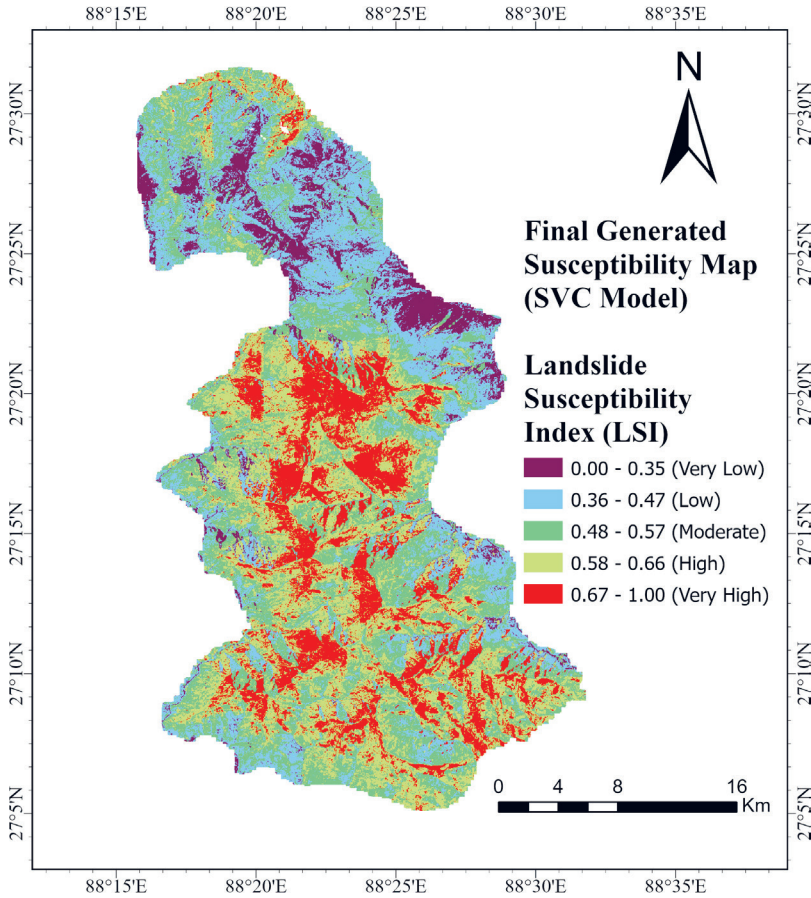 88°15'E 88°20'E 88°25'E 88°30'E 88°35'E
27°30'N 27°30'N
27°25'N 27°25'N
27°20'N 27°20'N
27°15'N 27°15'N
27°10'N 27°10'N
27°5'N 27°5'N
N
Final Generated
Susceptibility Map
(SVC Model)
Landslide
Susceptibility
Index (LSI)
0.00 - 0.35 (Very Low)
0.36 - 0.47 (Low)
0.48 - 0.57 (Moderate)
0.58 - 0.66 (High)
0.67 - 1.00 (Very High)
0 4 8 16
Km
88°15'E 88°20'E 88°25'E 88°30'E 88°35'E